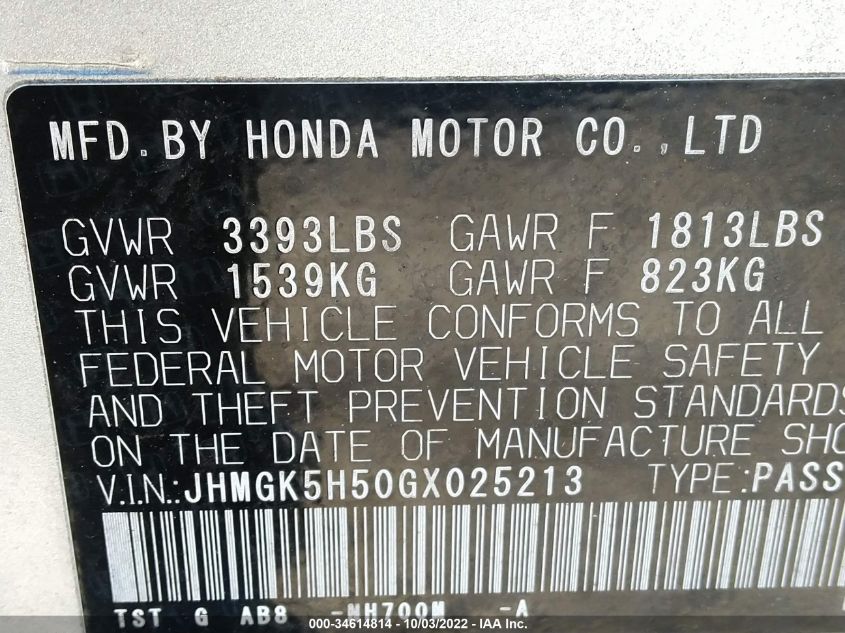 MFD.BY HONDA MOTOR CO.,LTD
GVWR 3393LBS GAWR F 1813LBS
GVWR 1539KG GAWR F 823KG
THIS VEHICLE CONFORMS TO ALL
FEDERAL MOTOR VEHICLE SAFETY
AND THEFT PREVENTION STANDARDS
ON THE DATE OF MANUFACTURE SHO
V.IN.: JHMGK5H50GX025213 TYPE:PASS
TST G AB8 -NH700M -A
000-34614814 - 10/03/2022 - IAA Inc.